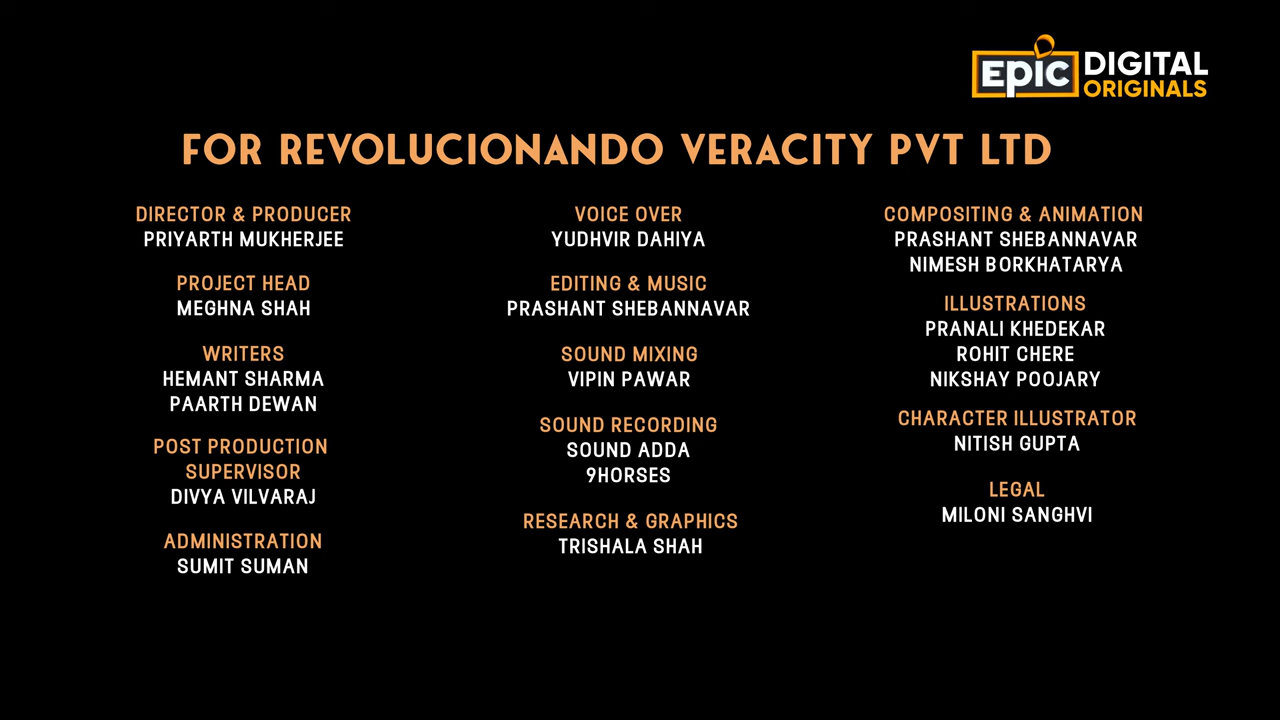 EPIC DIGITAL
ORIGINALS
FOR REVOLUCIONANDO VERACITY PVT LTD
DIRECTOR & PRODUCER
PRIYARTH MUKHERJEE
PROJECT HEAD
MEGHNA SHAH
WRITERS
HEMANT SHARMA
PAARTH DEWAN
POST PRODUCTION
SUPERVISOR
DIVYA VILVARAJ
ADMINISTRATION
SUMIT SUMAN
VOICE OVER
YUDHVIR DAHIYA
EDITING & MUSIC
PRASHANT SHEBANNAVAR
SOUND MIXING
VIPIN PAWAR
SOUND RECORDING
SOUND ADDA
9HORSES
RESEARCH & GRAPHICS
TRISHALA SHAH
COMPOSITING & ANIMATION
PRASHANT SHEBANNAVAR
NIMESH BORKHATARYA
ILLUSTRATIONS
PRANALI KHEDEKAR
ROHIT CHERE
NIKSHAY POOJARY
CHARACTER ILLUSTRATOR
NITISH GUPTA
LEGAL
MILONI SANGHVI